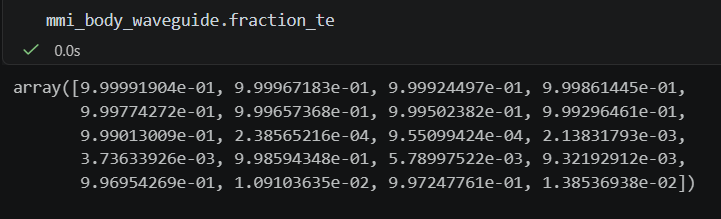 mmi_body_waveguide.fraction_te
0.0s
array([9.99991904e-01, 9.99967183e-01, 9.99924497e-01, 9.99861445e-01,
9.99774272e-01, 9.99657368e-01, 9.99502382e-01, 9.99296461e-01,
9.99013009e-01, 2.38565216e-04, 9.55099424e-04, 2.13831793e-03,
3.73633926e-03, 9.98594348e-01, 5.78997522e-03, 9.32192912e-03,
9.96954269e-01, 1.09103635e-02, 9.97247761e-01, 1.38536938e-02])